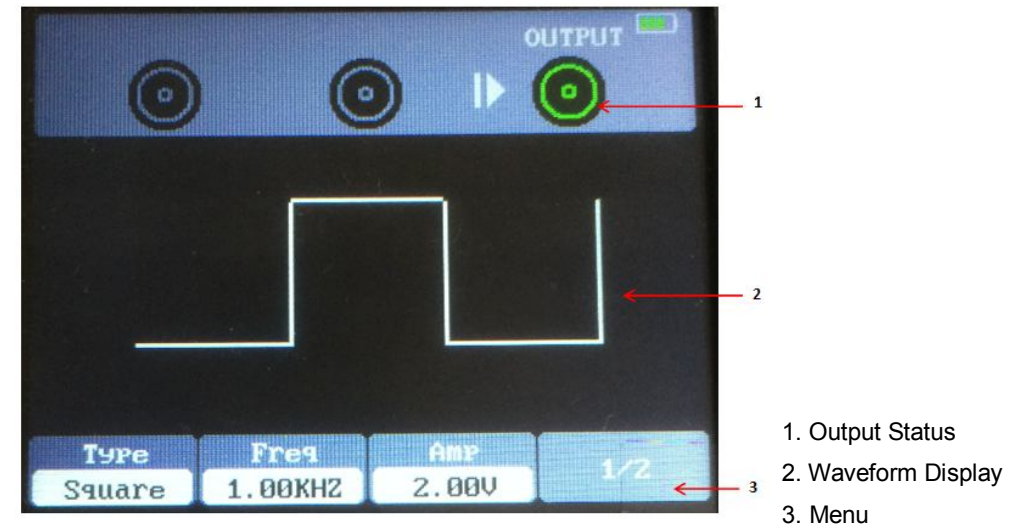 OUTPUT
1
2
Type Freq Amp 1/2
Square 1.00KHZ 2.00V
3
1. Output Status
2. Waveform Display
3. Menu